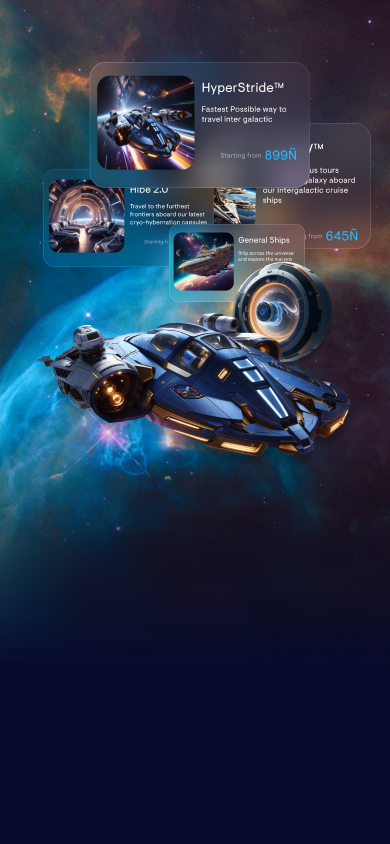 HyperStride™
Fastest Possible way to
travel inter galactic
Starting from 899Ñ
™
tours
aboard
our Intergalactic cruise
ships
from 645Ñ
Hibe 2.0
Travel to the furthest
frontiers aboard our latest
cryo-hybernation capsules
Starting
General Ships
Ship across the universe
and explore the marvels